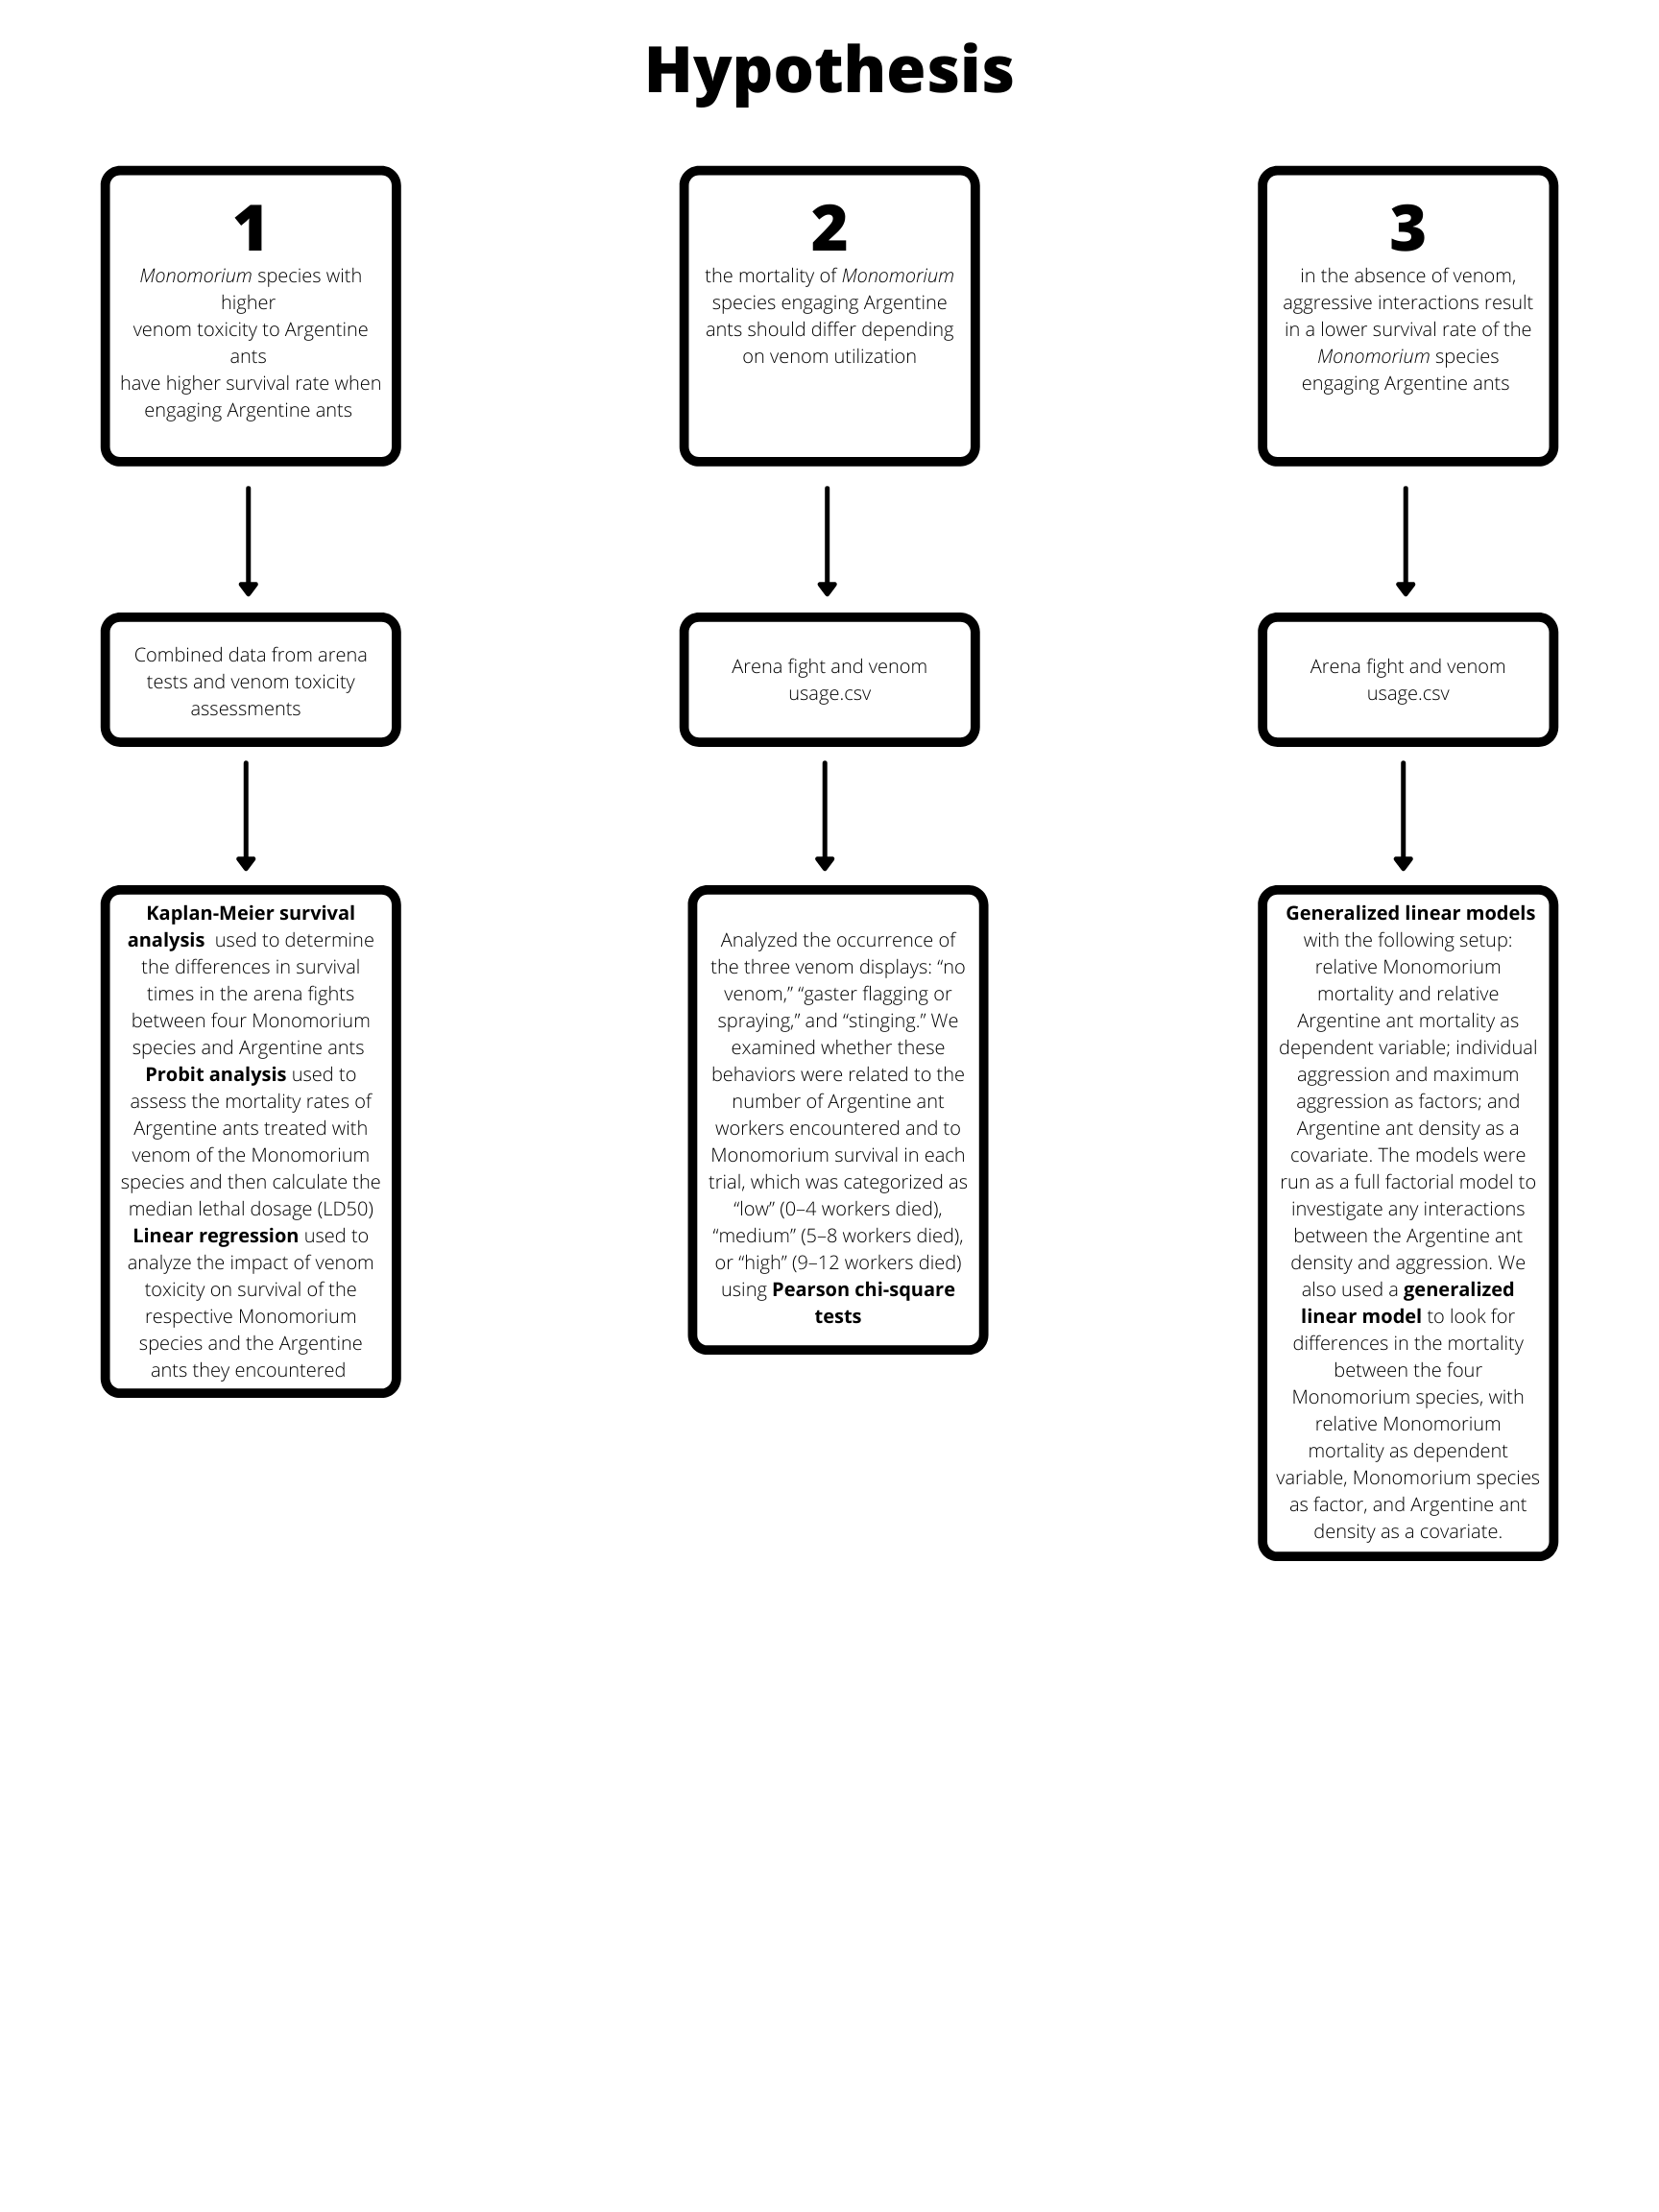 Hypothesis
1
Monomorium species with
higher
venom toxicity to Argentine
ants
have higher survival rate when
engaging Argentine ants
2
the mortality of Monomorium
species engaging Argentine
ants should differ depending
on venom utilization
3
in the absence of venom,
aggressive interactions result
in a lower survival rate of the
Monomorium species
engaging Argentine ants
Combined data from arena
tests and venom toxicity
assessments
Arena fight and venom
usage.csv
Arena fight and venom
usage.csv
Kaplan-Meier survival
analysis used to determine
the differences in survival
times in the arena fights
between four Monomorium
species and Argentine ants
Probit analysis used to
assess the mortality rates of
Argentine ants treated with
venom of the Monomorium
species and then calculate the
median lethal dosage (LD50)
Linear regression used to
analyze the impact of venom
toxicity on survival of the
respective Monomorium
species and the Argentine
ants they encountered
Analyzed the occurrence of
the three venom displays: “no
venom,” “gaster flagging or
spraying,” and “stinging.” We
examined whether these
behaviors were related to the
number of Argentine ant
workers encountered and to
Monomorium survival in each
trial, which was categorized as
“low” (0–4 workers died),
“medium” (5–8 workers died),
or “high” (9–12 workers died)
using Pearson chi-square
tests
Generalized linear models
with the following setup:
relative Monomorium
mortality and relative
Argentine ant mortality as
dependent variable; individual
aggression and maximum
aggression as factors; and
Argentine ant density as a
covariate. The models were
run as a full factorial model to
investigate any interactions
between the Argentine ant
density and aggression. We
also used a generalized
linear model to look for
differences in the mortality
between the four
Monomorium species, with
relative Monomorium
mortality as dependent
variable, Monomorium species
as factor, and Argentine ant
density as a covariate.